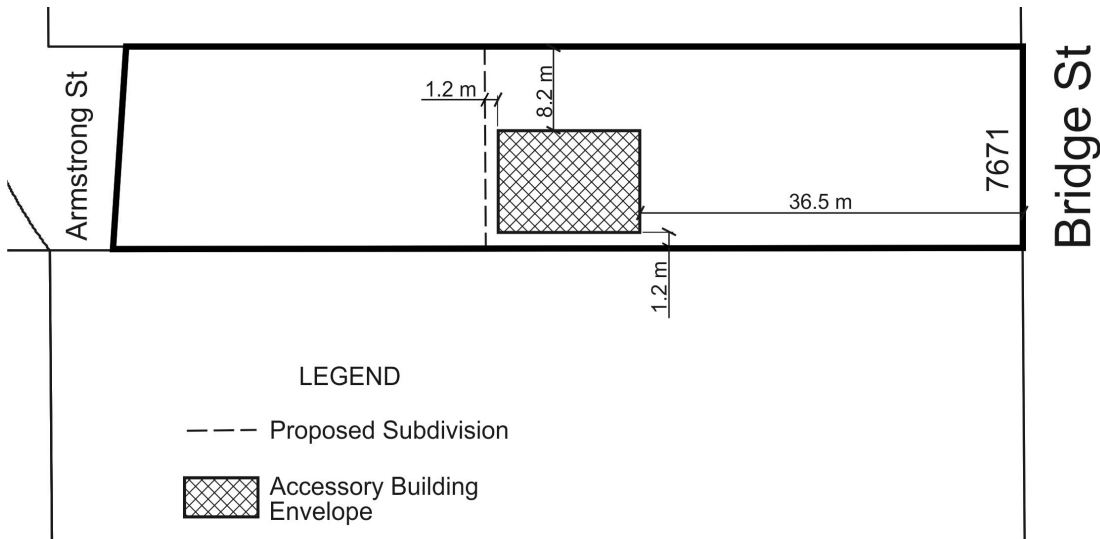 1.2 m
8.2 m
Armstrong St
7671
Bridge St
36.5 m
1.2 m
LEGEND
Proposed Subdivision
Accessory Building
Envelope